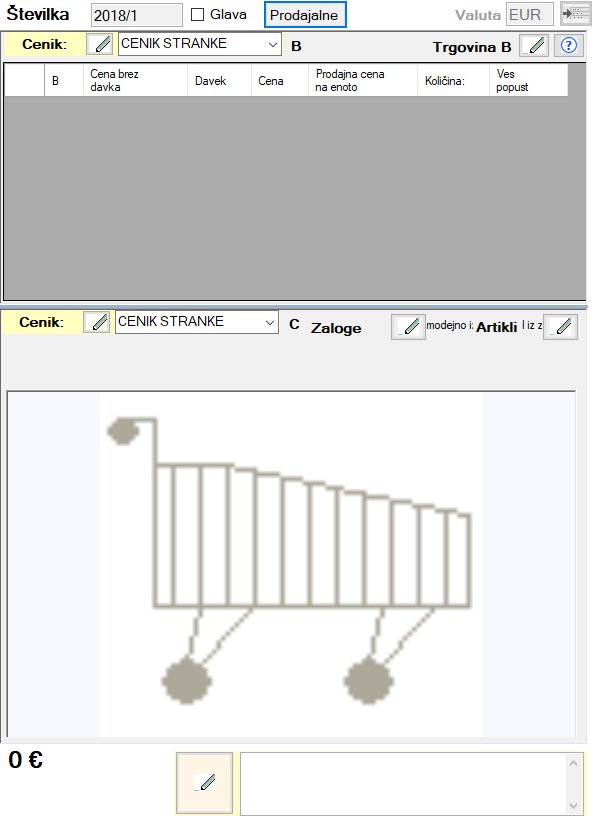 Številka 2018/1 Glava Prodajalne Valuta EUR
Cenik: CENIK STRANKE B Trgovina B ?
B Cena brez davka Davek Cena Prodajna cena na enoto Količina: Ves popust
Cenik: CENIK STRANKE C Zaloge modejno i: Artikli l iz z
0 €